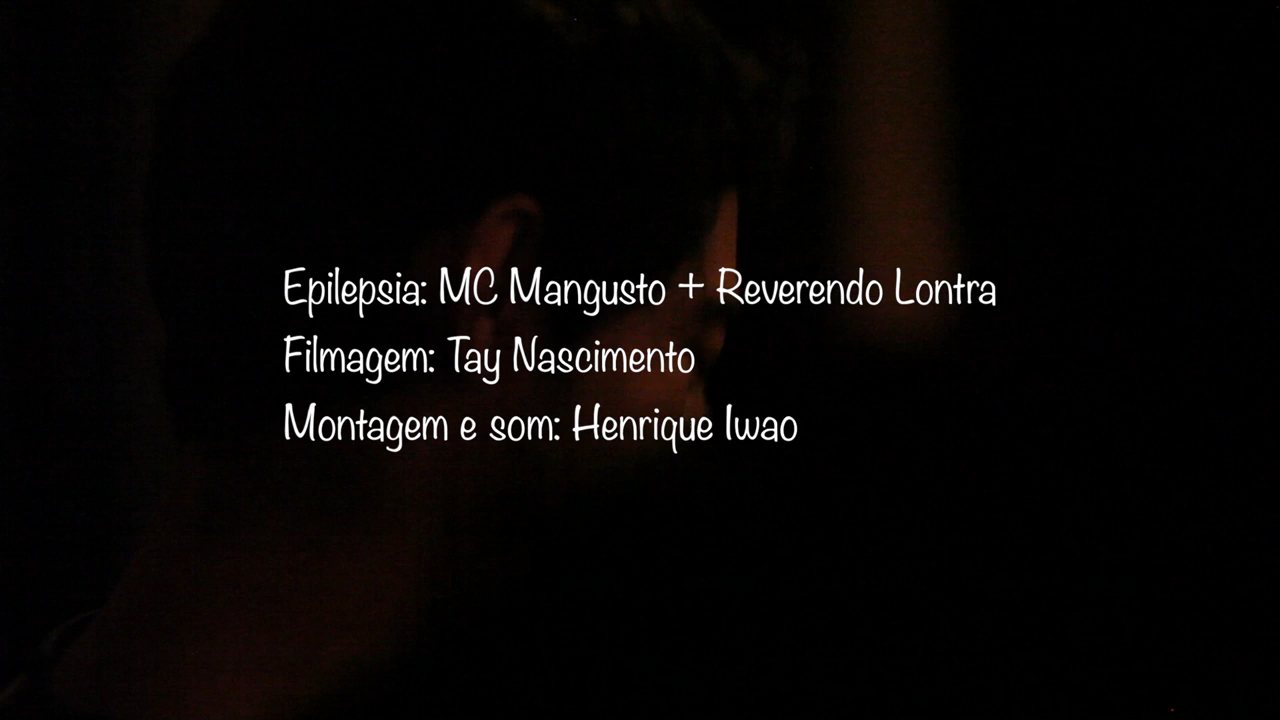 Epilepsia: MC Mangusto + Reverendo Lontra
Filmagem: Tay Nascimento
Montagem e som: Henrique Iwao